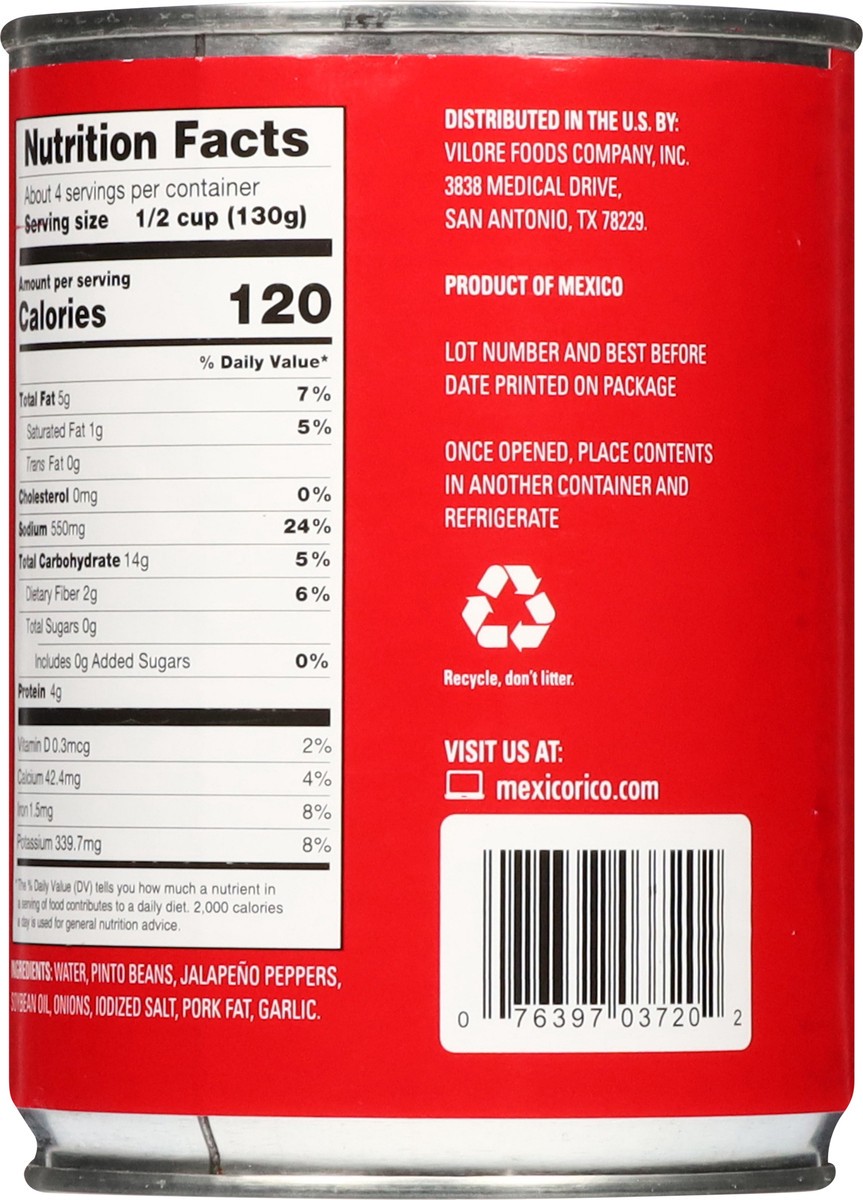 Nutrition Facts
About 4 servings per container
Serving size 1/2 cup (130g)
Amount per serving
Calories 120
% Daily Value*
Total Fat 5g 7%
Saturated Fat 1g 5%
Trans Fat 0g
Cholesterol 0mg 0%
Sodium 550mg 24%
Total Carbohydrate 14g 5%
Dietary Fiber 2g 6%
Total Sugars 0g
Includes 0g Added Sugars 0%
Protein 4g
Vitamin D 0.3mcg 2%
Calcium 42.4mg 4%
Iron 1.5mg 8%
Potassium 339.7mg 8%
*The % Daily Value (DV) tells you how much a nutrient in
a serving of food contributes to a daily diet. 2,000 calories
a day is used for general nutrition advice.
INGREDIENTS: WATER, PINTO BEANS, JALAPEÑO PEPPERS,
SOYBEAN OIL, ONIONS, IODIZED SALT, PORK FAT, GARLIC.
DISTRIBUTED IN THE U.S. BY:
VILORE FOODS COMPANY, INC.
3838 MEDICAL DRIVE,
SAN ANTONIO, TX 78229.
PRODUCT OF MEXICO
LOT NUMBER AND BEST BEFORE
DATE PRINTED ON PACKAGE
ONCE OPENED, PLACE CONTENTS
IN ANOTHER CONTAINER AND
REFRIGERATE
Recycle, don't litter.
VISIT US AT:
mexicorico.com
0 76397 03720 2